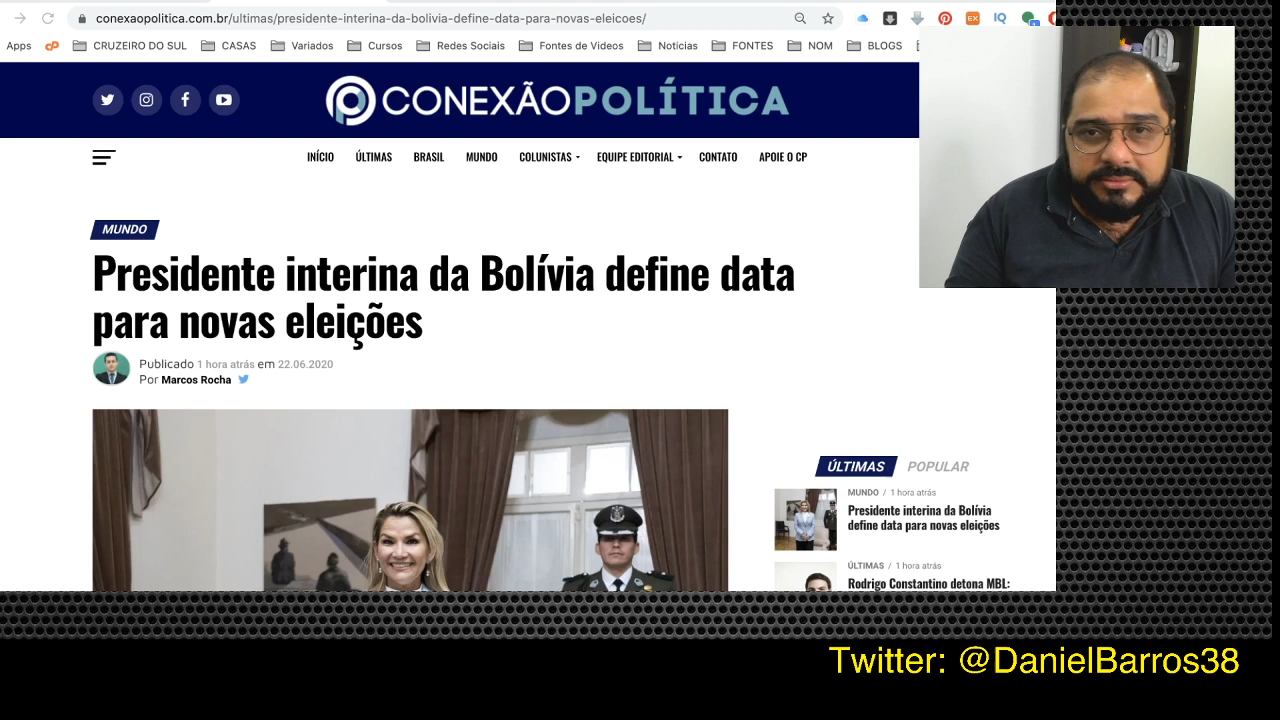 conexaopolitica.com.br/ultimas/presidente-interina-da-bolivia-define-data-para-novas-eleicoes/
EX
IQ
Apps
CRUZEIRO DO SUL
CASAS
Variados
Cursos
Redes Sociais
Fontes de Videos
Noticias
FONTES
NOM
BLOGS
CONEXÃOPOLÍTICA
INÍCIO
ÚLTIMAS
BRASIL
MUNDO
COLUNISTAS
EQUIPE EDITORIAL
CONTATO
APOIE O CP
MUNDO
Presidente interina da Bolívia define data
para novas eleições
Publicado 1 hora atrás em 22.06.2020
Por Marcos Rocha
ÚLTIMAS POPULAR
MUNDO / 1 hora atrás
Presidente interina da Bolívia
define data para novas eleições
ÚLTIMAS / 1 hora atrás
Rodrigo Constantino detona MBL:
Twitter: @DanielBarros38